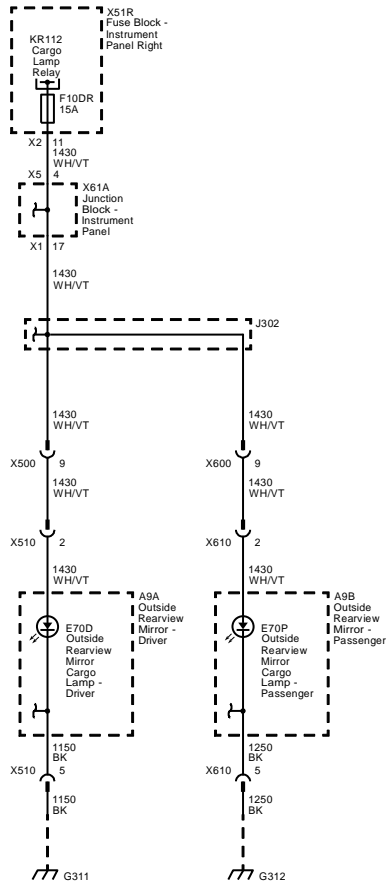 X51R
Fuse Block -
Instrument
Panel Right
KR112
Cargo
Lamp
Relay
F10DR
15A
X2 11
1430
WH/VT
X5 4
X61A
Junction
Block -
Instrument
Panel
X1 17
1430
WH/VT
J302
1430
WH/VT
1430
WH/VT
X500 9
X600 9
1430
WH/VT
1430
WH/VT
X510 2
X610 2
1430
WH/VT
1430
WH/VT
A9A
Outside
Rearview
Mirror -
Driver
E70D
Outside
Rearview
Mirror
Cargo
Lamp -
Driver
A9B
Outside
Rearview
Mirror -
Passenger
E70P
Outside
Rearview
Mirror
Cargo
Lamp -
Passenger
1150
BK
1250
BK
X510 5
X610 5
1150
BK
1250
BK
G311
G312